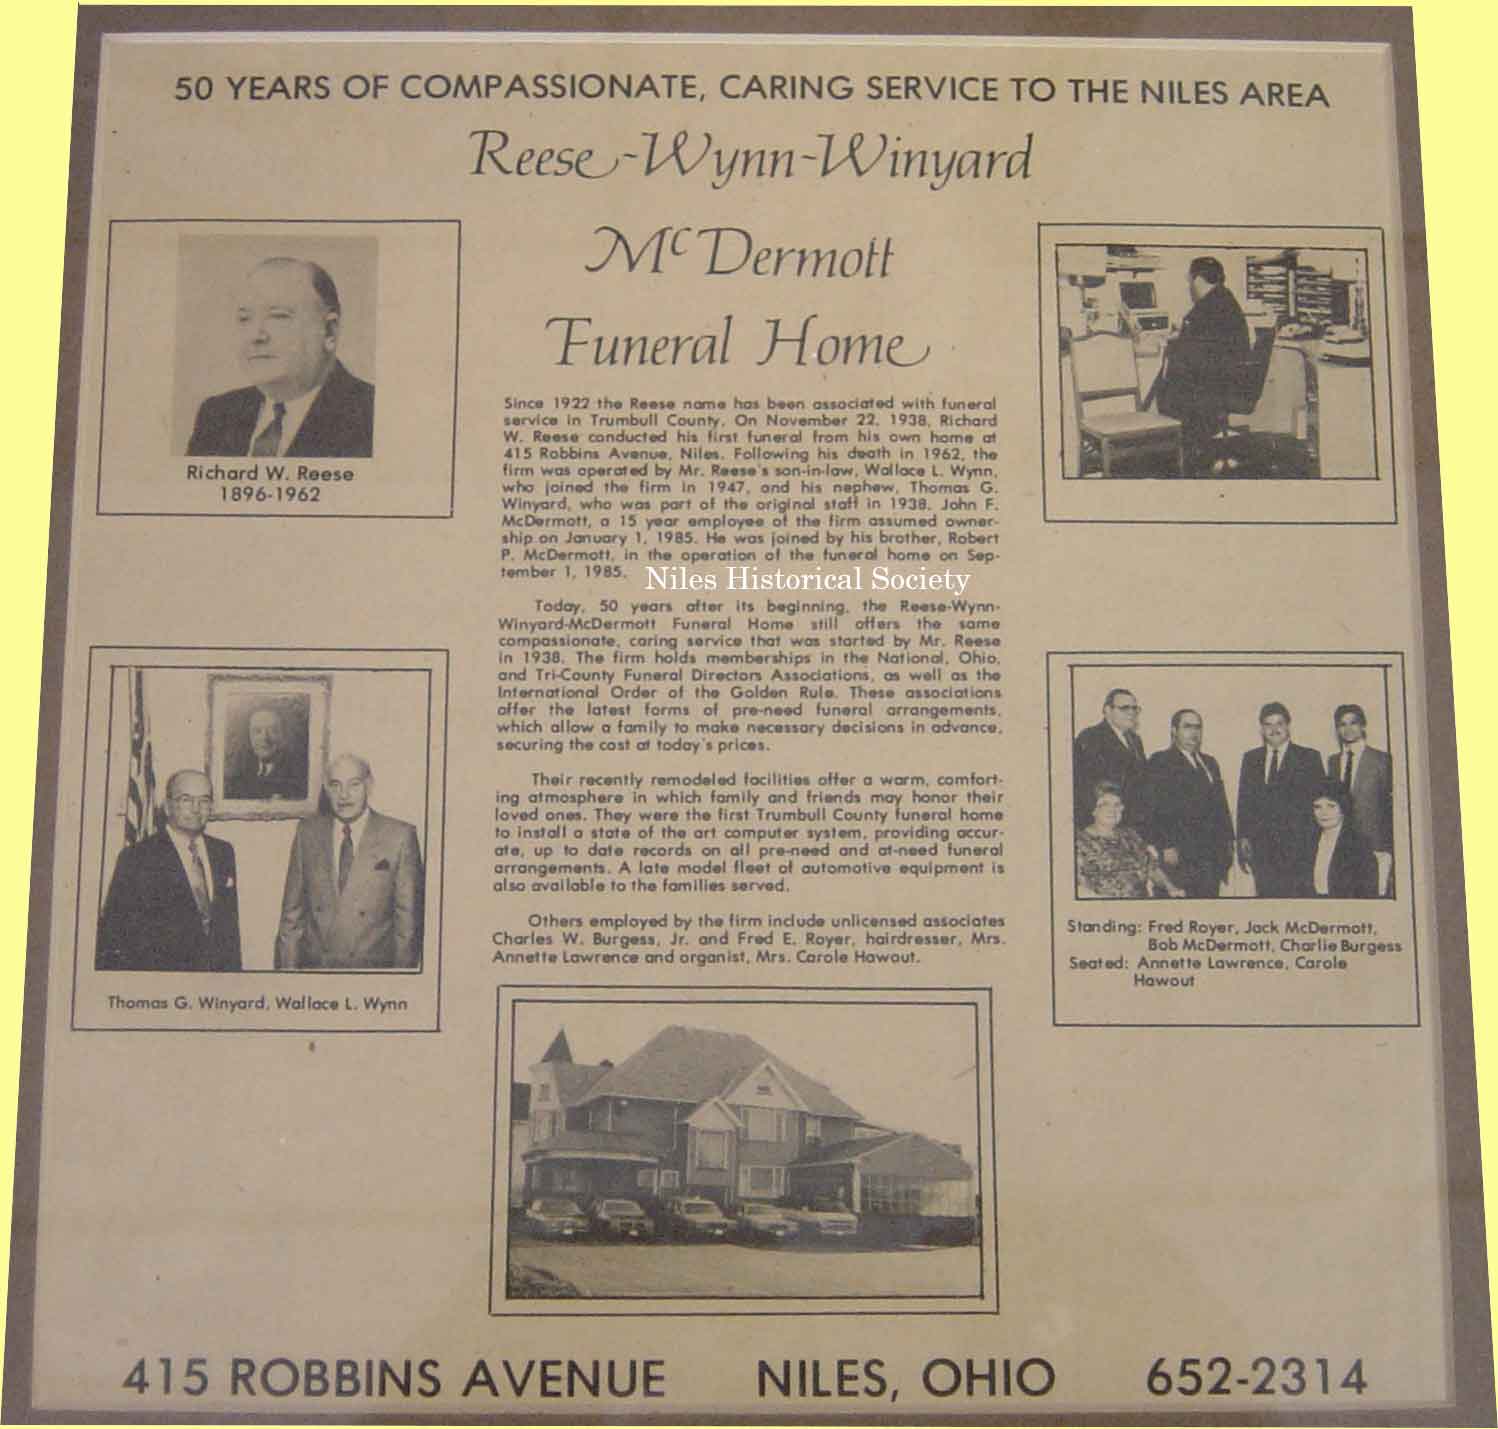 50 YEARS OF COMPASSIONATE, CARING SERVICE TO THE NILES AREA
Reese-Wynn-Winyard
McDermott
Funeral Home
Richard W. Reese
1896-1962
Since 1922 the Reese name has been associated with funeral
service in Trumbull County. On November 22, 1938, Richard
W. Reese conducted his first funeral from his own home at
415 Robbins Avenue, Niles. Following his death in 1962, the
firm was operated by Mr. Reese's son-in-law, Wallace L. Wynn,
who joined the firm in 1947, and his nephew, Thomas G.
Winyard, who was part of the original staff in 1938. John F.
McDermott, a 15 year employee of the firm assumed owner-
ship on January 1, 1985. He was joined by his brother, Robert
P. McDermott, in the operation of the funeral home on Sep-
tember 1, 1985.
Niles Historical Society
Today, 50 years after its beginning, the Reese-Wynn-
Winyard-McDermott Funeral Home still offers the same
compassionate, caring service that was started by Mr. Reese
in 1938. The firm holds memberships in the National, Ohio,
and Tri-County Funeral Directors Associations, as well as the
International Order of the Golden Rule. These associations
offer the latest forms of pre-need funeral arrangements,
which allow a family to make necessary decisions in advance,
securing the cost at today's prices.
Their recently remodeled facilities offer a warm, comfort-
ing atmosphere in which family and friends may honor their
loved ones. They were the first Trumbull County funeral home
to install a state of the art computer system, providing accur-
ate, up to date records on all pre-need and at-need funeral
arrangements. A late model fleet of automotive equipment is
also available to the families served.
Others employed by the firm include unlicensed associates
Charles W. Burgess, Jr. and Fred E. Royer, hairdresser, Mrs.
Annette Lawrence and organist, Mrs. Carole Hawout.
Thomas G. Winyard, Wallace L. Wynn
Standing: Fred Royer, Jack McDermott,
Bob McDermott, Charlie Burgess
Seated: Annette Lawrence, Carole
Hawout
415 ROBBINS AVENUE NILES, OHIO 652-2314